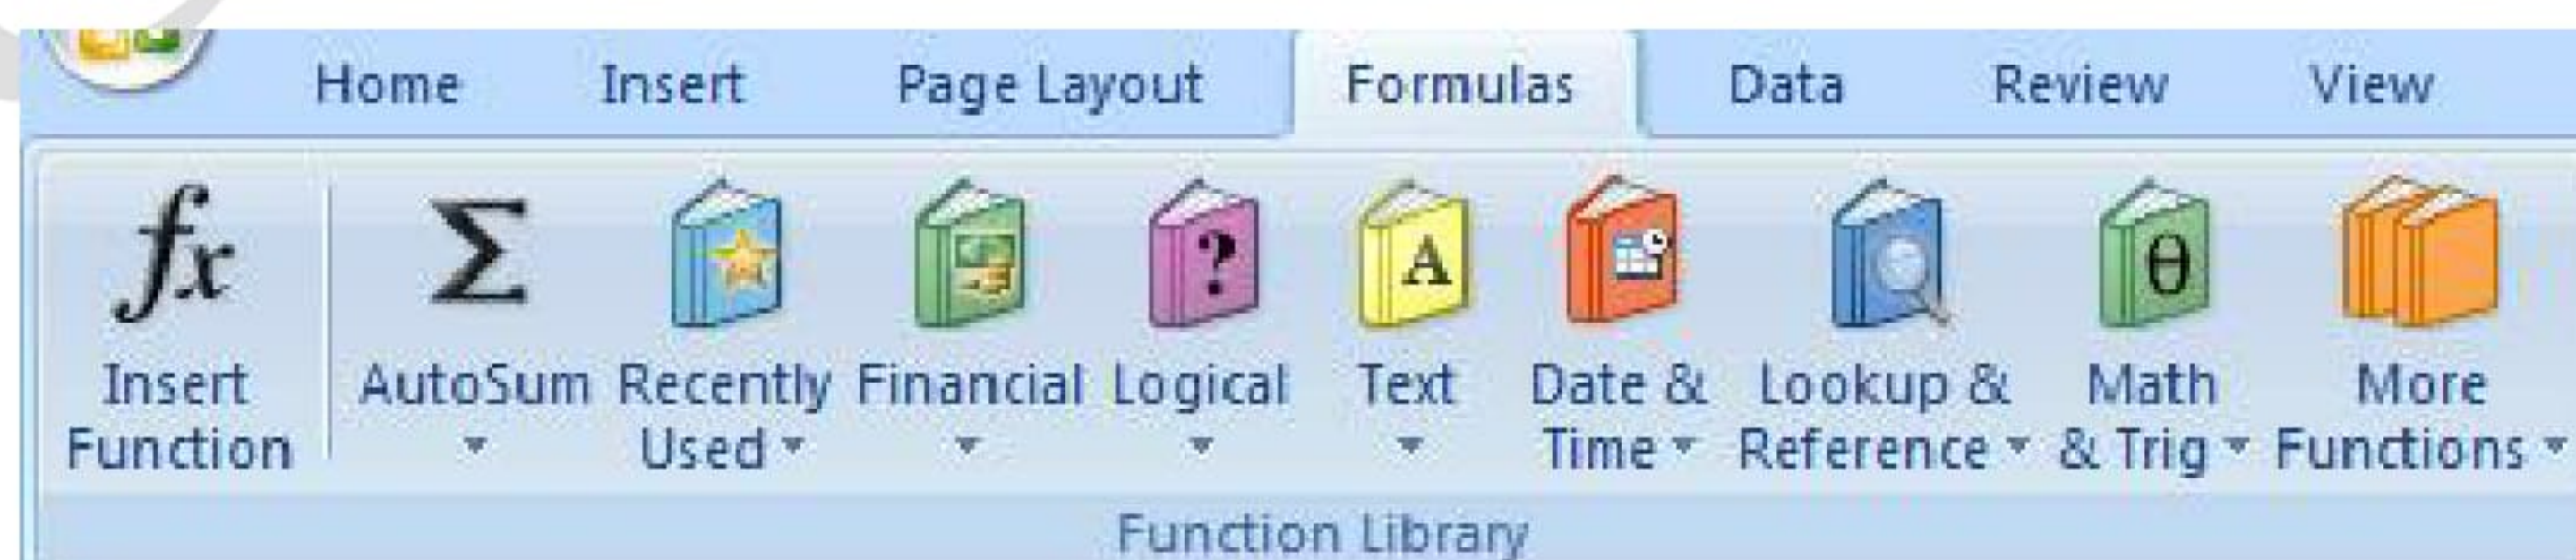 Home Insert Page Layout Formulas Data Review View
fx Σ ? A θ
Insert AutoSum Recently Financial Logical Text Date & Lookup & Math More
Function Used Time Reference & Trig Functions
Function Library